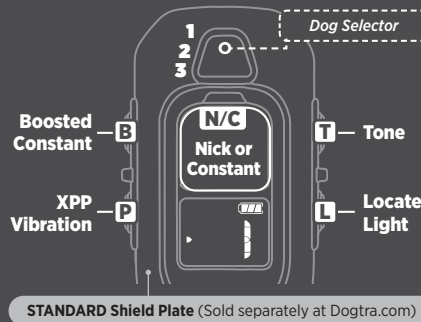 1
2
3
Dog Selector
N/C
Nick or
Constant
Boosted
Constant
B
T
Tone
XPP
Vibration
P
L
Locate
Light
STANDARD Shield Plate (Sold separately at Dogtra.com)